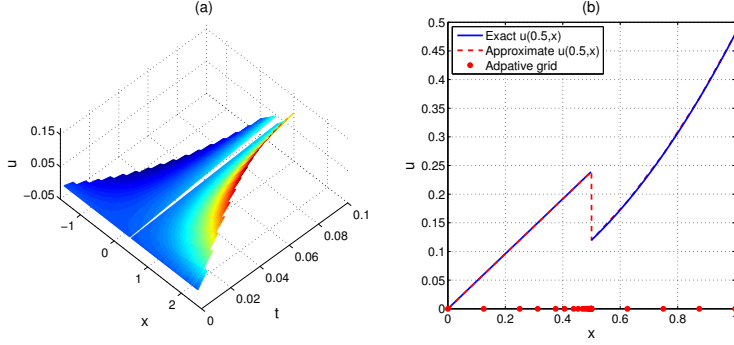 (a)
0.15
0.05
−0.05
u
−1
0
1
2
x
0
0.02
0.04
0.06
0.08
0.1
t
(b)
0.5
0.45
0.4
0.35
0.3
0.25
0.2
0.15
0.1
0.05
0
u
Exact u(0.5,x)
Approximate u(0.5,x)
Adpative grid
0 0.2 0.4 0.6 0.8 1
x